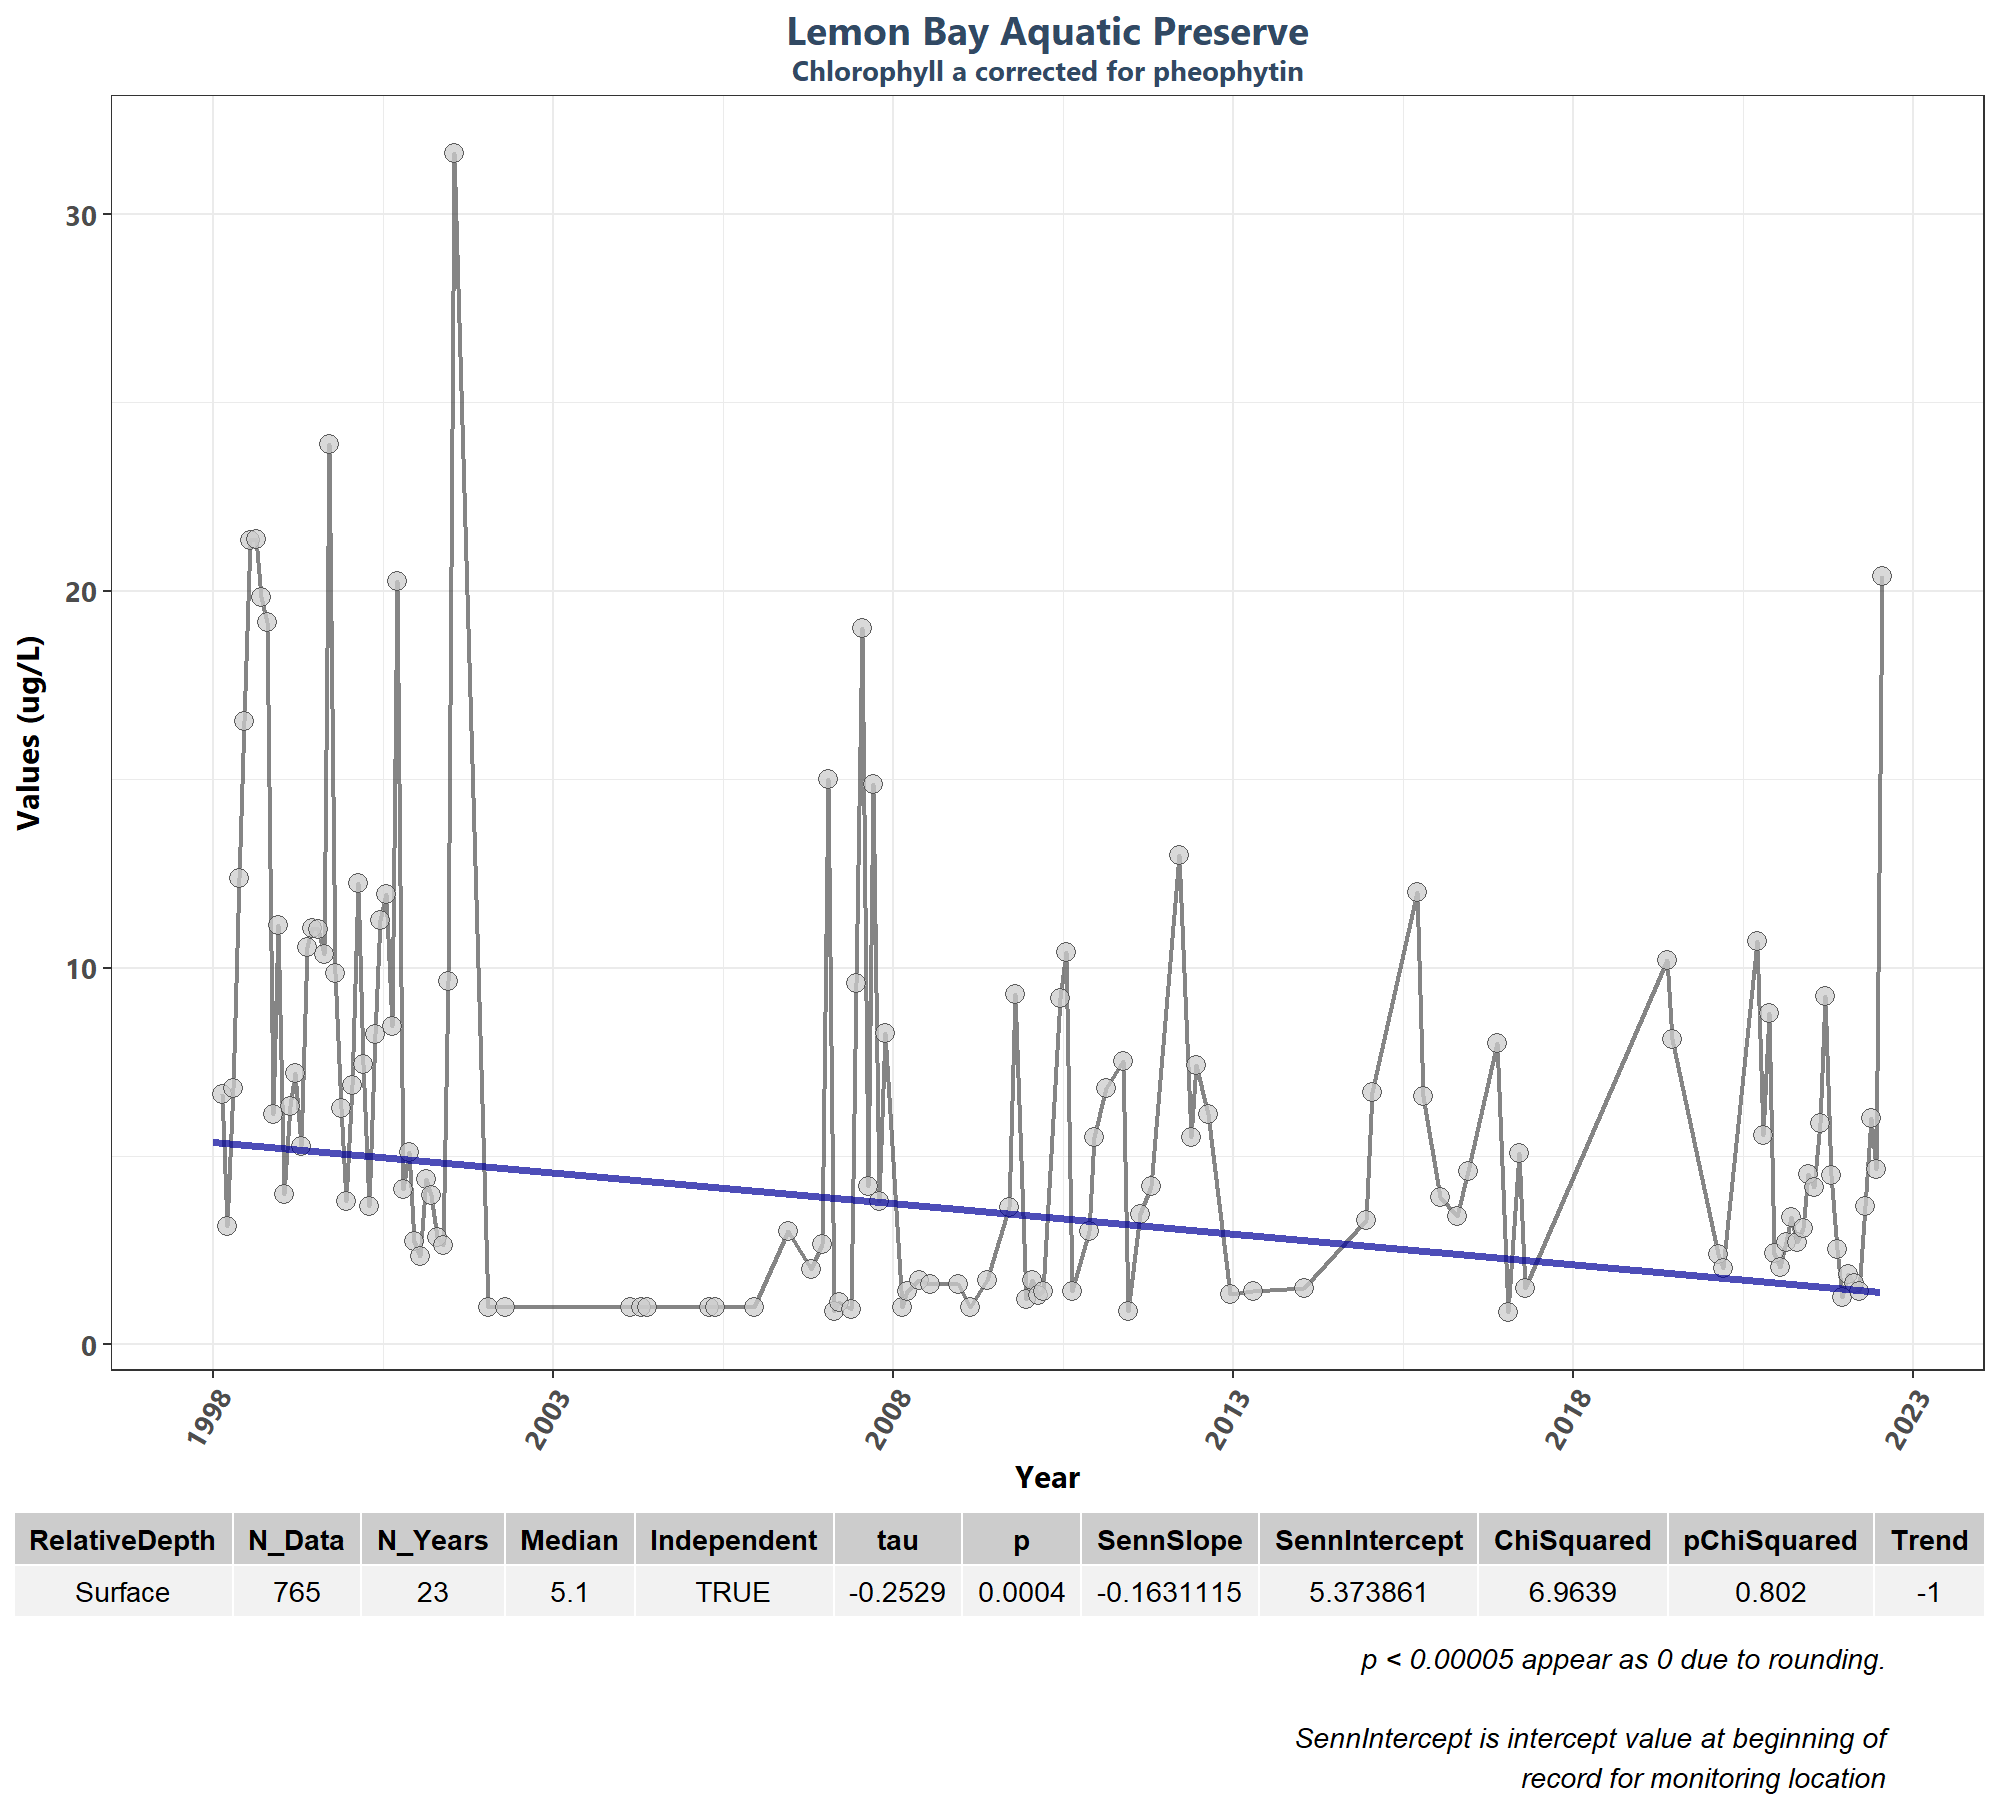 Lemon Bay Aquatic Preserve
Chlorophyll a corrected for pheophytin
Values (ug/L)
30
20
10
0
1998 2003 2008 2013 2018 2023
Year
RelativeDepth N_Data N_Years Median Independent tau p SennSlope SennIntercept ChiSquared pChiSquared Trend
Surface 765 23 5.1 TRUE -0.2529 0.0004 -0.1631115 5.373861 6.9639 0.802 -1
p < 0.00005 appear as 0 due to rounding.
SennIntercept is intercept value at beginning of
record for monitoring location